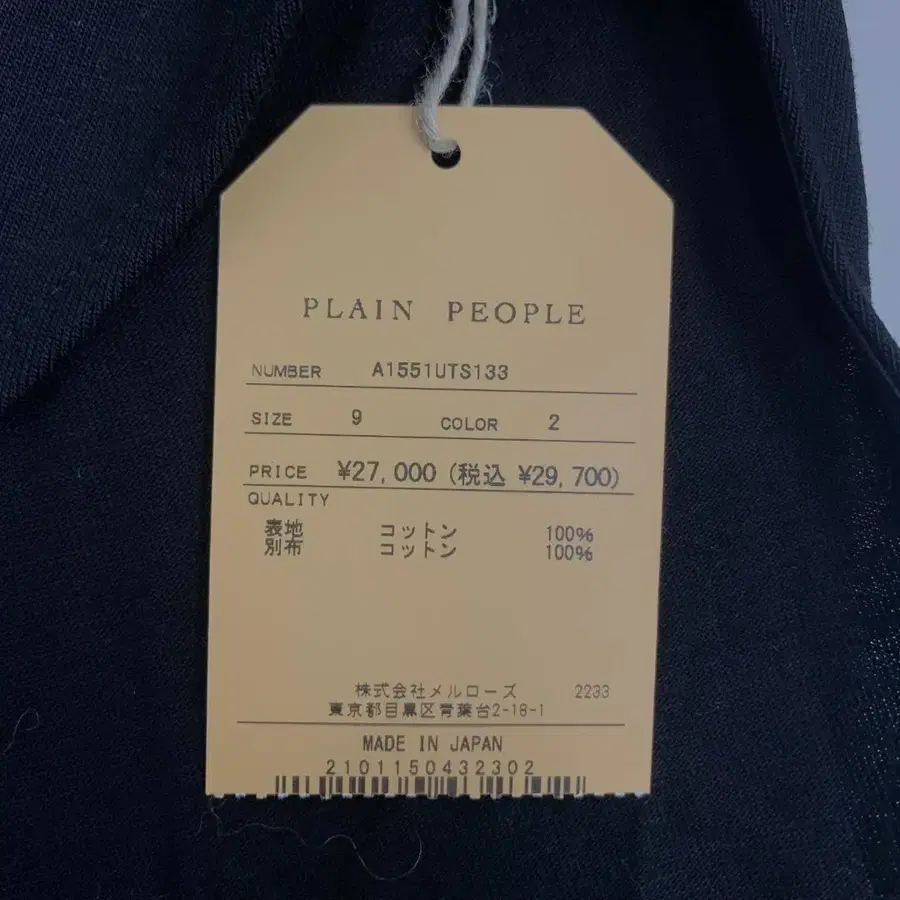 PLAIN PEOPLE
NUMBER A1551UTS133
SIZE 9 COLOR 2
PRICE ¥27,000 (税込 ¥29,700)
QUALITY
表地 コットン 100%
別布 コットン 100%
株式会社メルローズ 2233
東京都目黒区青葉台2-18-1
MADE IN JAPAN
2101150432302